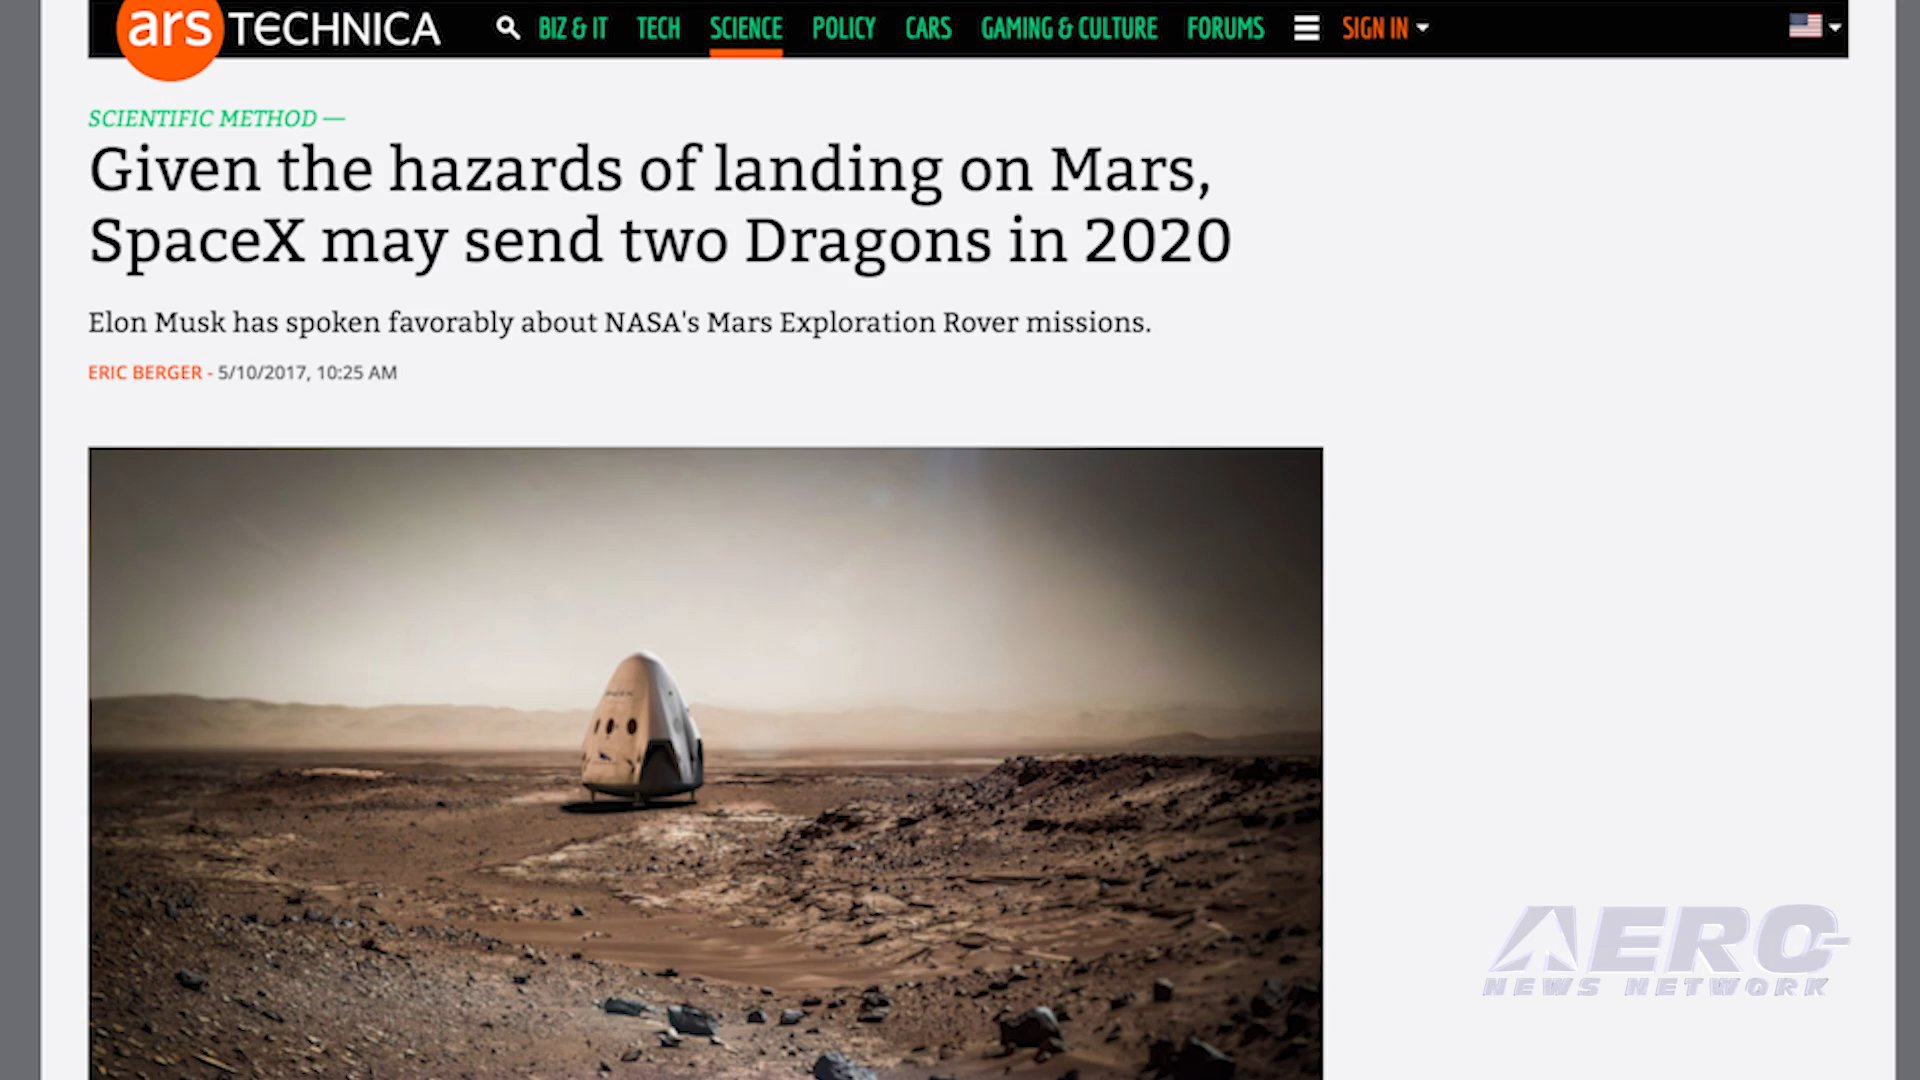 ars TECHNICA
BIZ & IT TECH SCIENCE POLICY CARS GAMING & CULTURE FORUMS SIGN IN
SCIENTIFIC METHOD —
Given the hazards of landing on Mars,
SpaceX may send two Dragons in 2020
Elon Musk has spoken favorably about NASA's Mars Exploration Rover missions.
ERIC BERGER - 5/10/2017, 10:25 AM
AERO
NEWS NETWORK